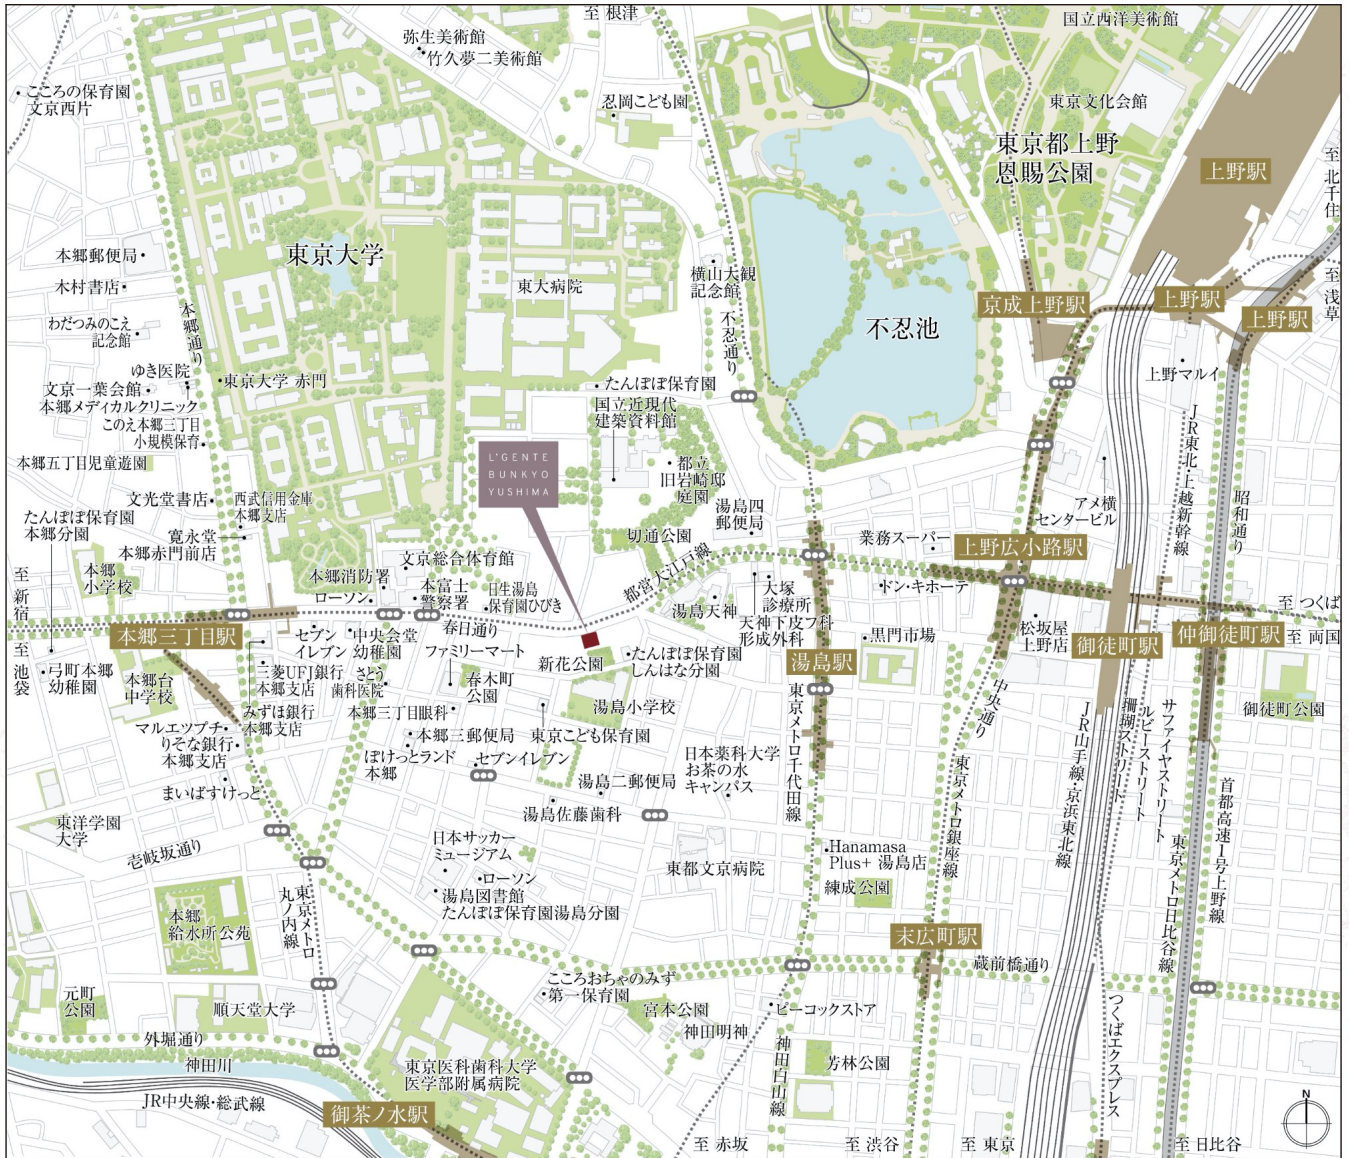 至 根津
国立西洋美術館
弥生美術館
竹久夢二美術館
こころの保育園
文京西片
忍岡こども園
東京文化会館
東京都上野
恩賜公園
上野駅
至 北千住
東京大学
本郷郵便局
木村書店
東大病院
横山大観
記念館
不忍通り
不忍池
京成上野駅
上野駅
上野駅
至 浅草
本郷通り
わだつみのこえ
記念館
ゆき医院
文京一葉会館
本郷メディカルクリニック
東京大学 赤門
このえ本郷三丁目
小規模保育
本郷五丁目児童遊園
たんぽぽ保育園
国立近現代
建築資料館
上野マルイ
JR東北・上越新幹線
昭和通り
L'GENTE
BUNKYO
YUSHIMA
都立
旧岩崎邸
庭園
文光堂書店
西武信用金庫
本郷支店
たんぽぽ保育園
本郷分園
寛永堂
本郷赤門前店
湯島四
郵便局
切通公園
アメ横
センタービル
業務スーパー
上野広小路駅
文京総合体育館
本郷
小学校
本郷消防署
ローソン
本富士
警察署
日生湯島
保育園ひびき
都営大江戸線
湯島天神
大塚
診療所
天神下皮フ科
形成外科
ドン・キホーテ
至 新宿
至 つくば
本郷三丁目駅
セブン
イレブン
中央会堂
幼稚園
春日通り
ファミリーマート
新花公園
たんぽぽ保育園
しんはな分園
湯島駅
黒門市場
松坂屋
上野店
御徒町駅
仲御徒町駅
至 両国
至 池袋
弓町本郷
幼稚園
本郷台
中学校
三菱UFJ銀行
本郷支店
さとう
歯科医院
春木町
公園
湯島小学校
中央通り
みずほ銀行
本郷支店
本郷三丁目眼科
マルエツプチ
りそな銀行
本郷支店
本郷三郵便局
東京こども保育園
ぽけっとランド
本郷
セブンイレブン
日本薬科大学
お茶の水
キャンパス
東京メトロ千代田線
東京メトロ銀座線
JR山手線・京浜東北線
珊瑚ストリート
ルビーストリート
サファイヤストリート
御徒町公園
首都高速1号上野線
東京メトロ日比谷線
まいばすけっと
湯島二郵便局
湯島佐藤歯科
東洋学園
大学
壱岐坂通り
日本サッカー
ミュージアム
ローソン
湯島図書館
たんぽぽ保育園湯島分園
東都文京病院
Hanamasa
Plus+ 湯島店
練成公園
東京メトロ
丸ノ内線
本郷
給水所公苑
末広町駅
蔵前橋通り
元町
公園
順天堂大学
こころおちゃのみず
第一保育園
宮本公園
神田明神
ピーコックストア
つくばエクスプレス
外堀通り
神田川
JR中央線・総武線
東京医科歯科大学
医学部附属病院
御茶ノ水駅
神田白山線
芳林公園
N
至 赤坂
至 渋谷
至 東京
至 日比谷